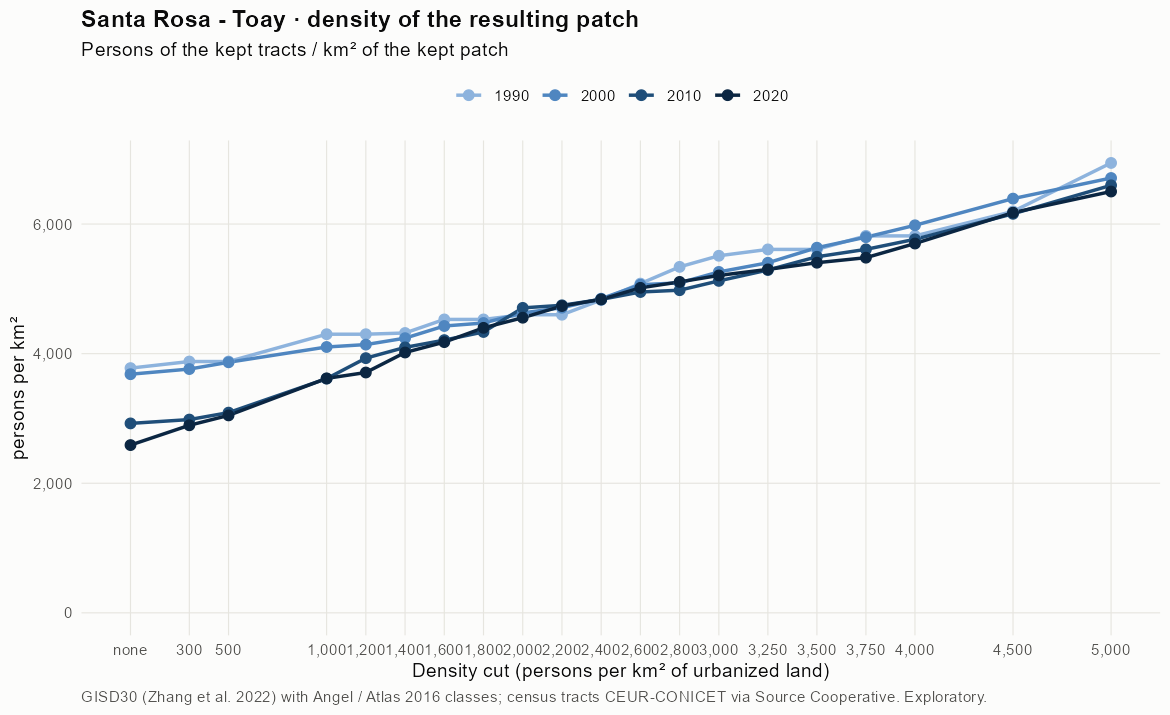 Santa Rosa - Toay · density of the resulting patch
Persons of the kept tracts / km² of the kept patch
1990 2000 2010 2020
persons per km²
6,000
4,000
2,000
0
none 300 500 1,000 1,200 1,400 1,600 1,800 2,000 2,200 2,400 2,600 2,800 3,000 3,250 3,500 3,750 4,000 4,500 5,000
Density cut (persons per km² of urbanized land)
GISD30 (Zhang et al. 2022) with Angel / Atlas 2016 classes; census tracts CEUR-CONICET via Source Cooperative. Exploratory.